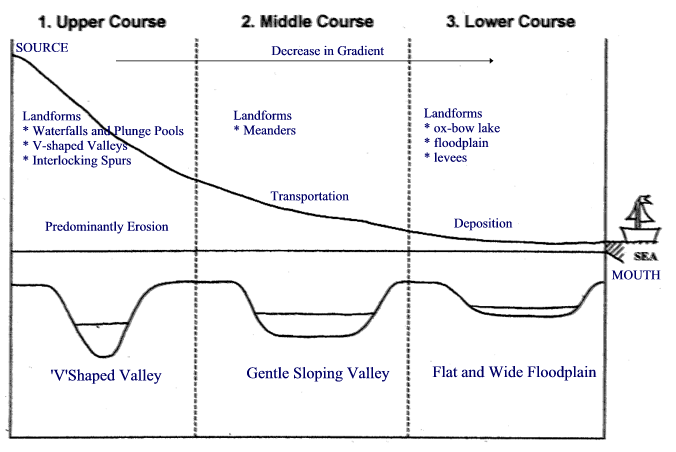 1. Upper Course
2. Middle Course
3. Lower Course
SOURCE
Decrease in Gradient
Landforms
* Waterfalls and Plunge Pools
* V-shaped Valleys
* Interlocking Spurs
Landforms
* Meanders
Landforms
* ox-bow lake
* floodplain
* levees
Predominantly Erosion
Transportation
Deposition
SEA
MOUTH
'V'Shaped Valley
Gentle Sloping Valley
Flat and Wide Floodplain